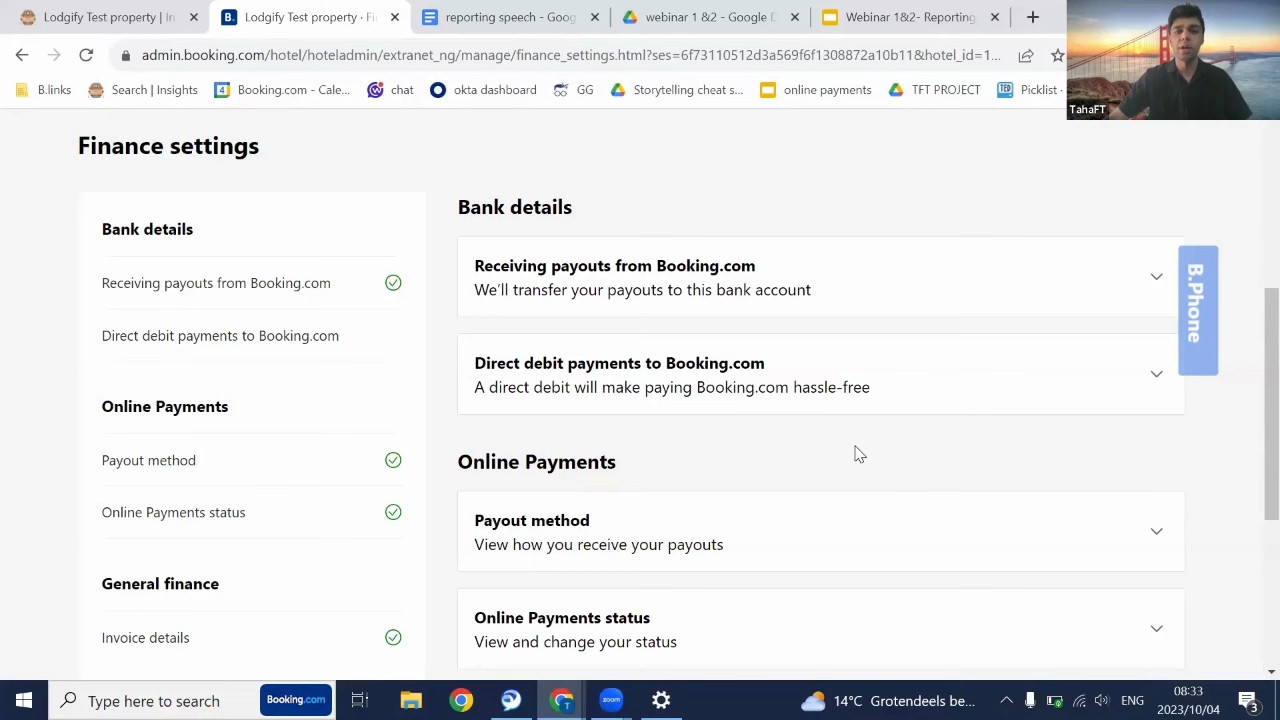 Lodgify Test property In
Lodgify Test property · Fi
reporting speech - Goog
webinar 1 &2 - Google D
Webinar 1&2- Reporting
admin.booking.com/hotel/hoteladmin/extranet_ng/manage/finance_settings.html?ses=6f73110512d3a569f6f1308872a10b11&hotel_id=1...
B.links
Search | Insights
Booking.com - Cale...
chat
okta dashboard
GG
Storytelling cheat s...
online payments
TFT PROJECT
Picklist
TahaFT
Finance settings
Bank details
Receiving payouts from Booking.com
Direct debit payments to Booking.com
Online Payments
Payout method
Online Payments status
General finance
Invoice details
Bank details
Receiving payouts from Booking.com
We'll transfer your payouts to this bank account
Direct debit payments to Booking.com
A direct debit will make paying Booking.com hassle-free
Online Payments
Payout method
View how you receive your payouts
Online Payments status
View and change your status
B.Phone
Type here to search
Booking.com
zoom
14°C Grotendeels be...
ENG
08:33
2023/10/04
3